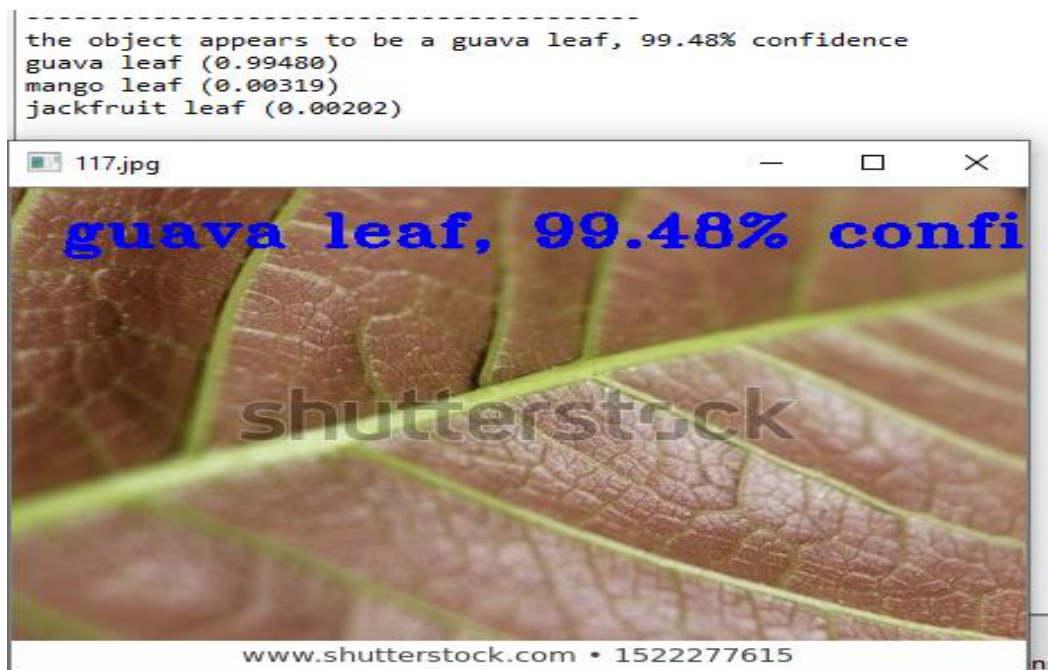 ----------------------------------------
the object appears to be a guava leaf, 99.48% confidence
guava leaf (0.99480)
mango leaf (0.00319)
jackfruit leaf (0.00202)
117.jpg
guava leaf, 99.48% confi
shutterstock
www.shutterstock.com • 1522277615
n